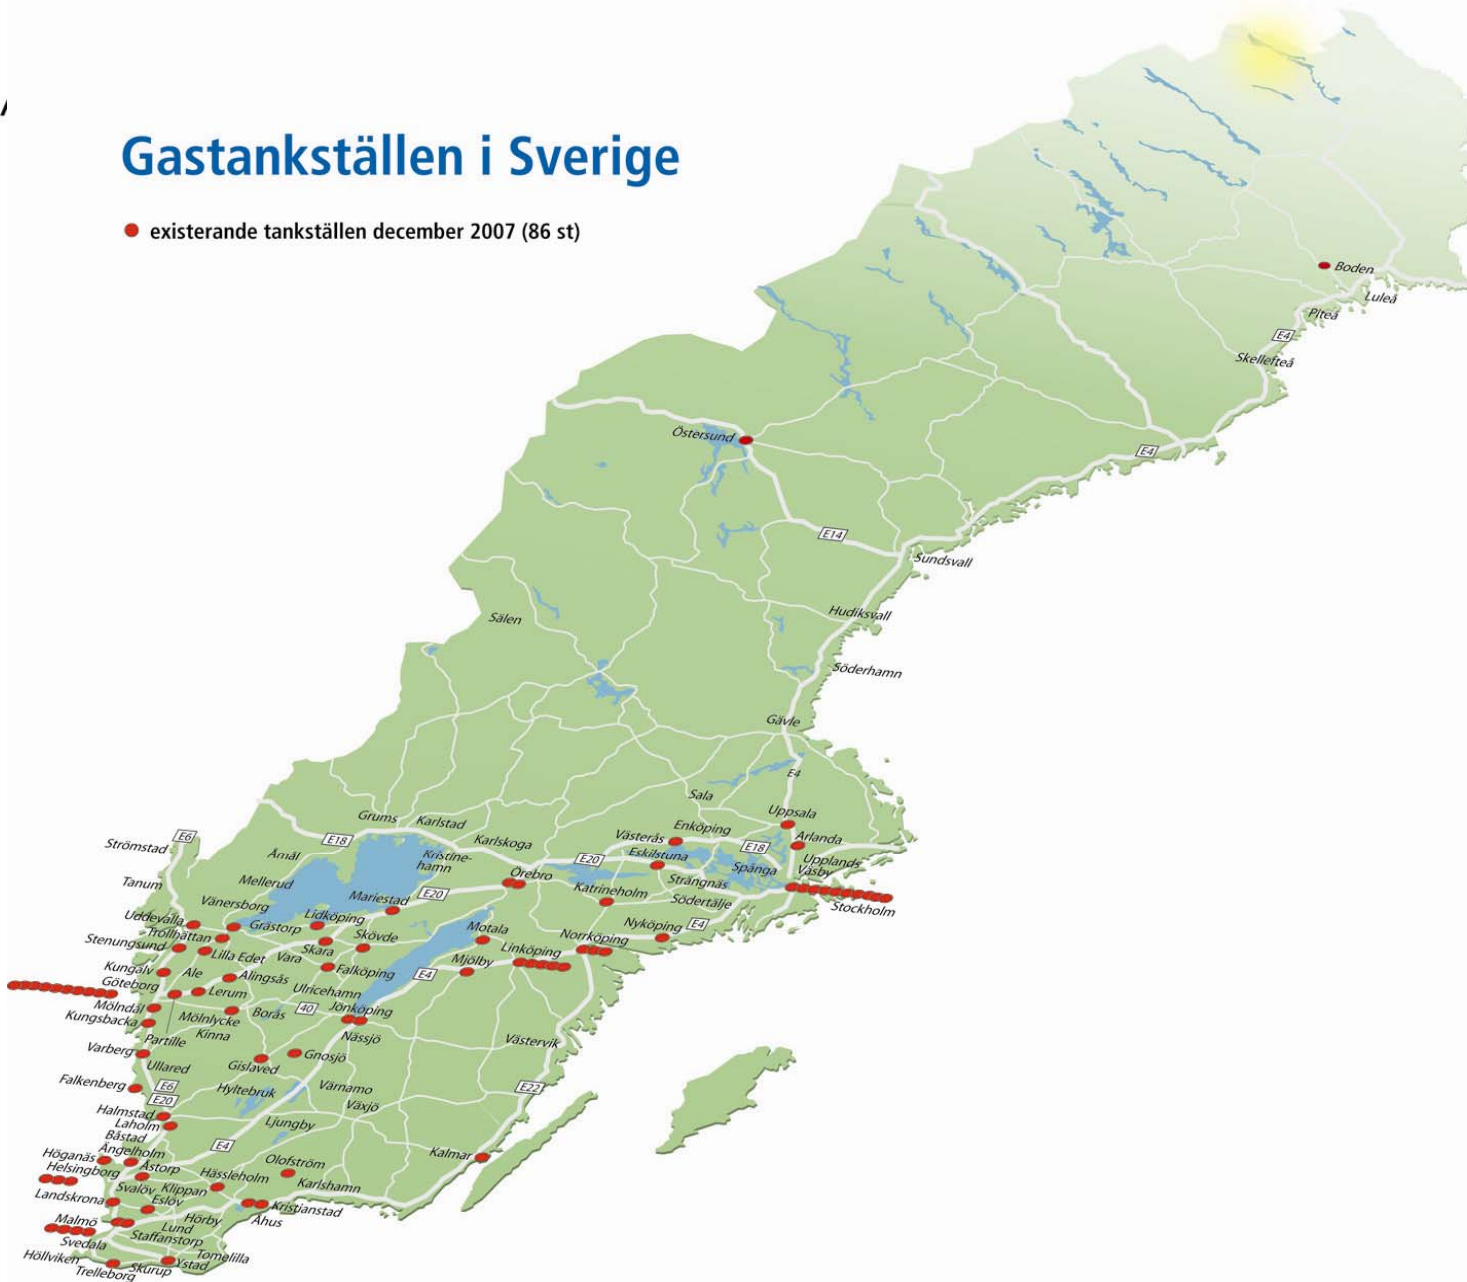 Gastankställen i Sverige
existerande tankställen december 2007 (86 st)
Boden
Luleå
Piteå
E4
Skellefteå
Östersund
E4
E14
Sundsvall
Hudiksvall
Sälen
Söderhamn
Gävle
E4
Sala
Uppsala
Grums
Karlstad
Enköping
Arlanda
E6
Strömstad
E18
Karlskoga
Västerås
E18
Upplands
Väsby
Åmål
Kristine-
hamn
E20
Eskilstuna
Spånga
Tanum
Mellerud
Örebro
Strängnäs
Vänersborg
Mariestad
E20
Katrineholm
Södertälje
Stockholm
Uddevalla
Lidköping
Grästorp
Trollhättan
Skövde
Motala
Norrköping
Nyköping
E4
Stenungsund
Lilla Edet
Vara
Skara
Linköping
Kungälv
Ale
Alingsås
Falköping
E4
Mjölby
Göteborg
Lerum
Ulricehamn
Mölndal
Mölnlycke
Borås
40
Jönköping
Kungsbacka
Kinna
Nässjö
Partille
Västervik
Varberg
Gnosjö
Ullared
Gislaved
Falkenberg
E6
Hyltebruk
Värnamo
E22
E20
Växjö
Halmstad
Laholm
Ljungby
Båstad
E4
Ängelholm
Kalmar
Höganäs
Åstorp
Olofström
Helsingborg
Hässleholm
Karlshamn
Svalöv
Klippan
Landskrona
Eslöv
Kristianstad
Malmö
Hörby
Åhus
Lund
Svedala
Staffanstorp
Höllviken
Tomelilla
Skurup
Ystad
Trelleborg